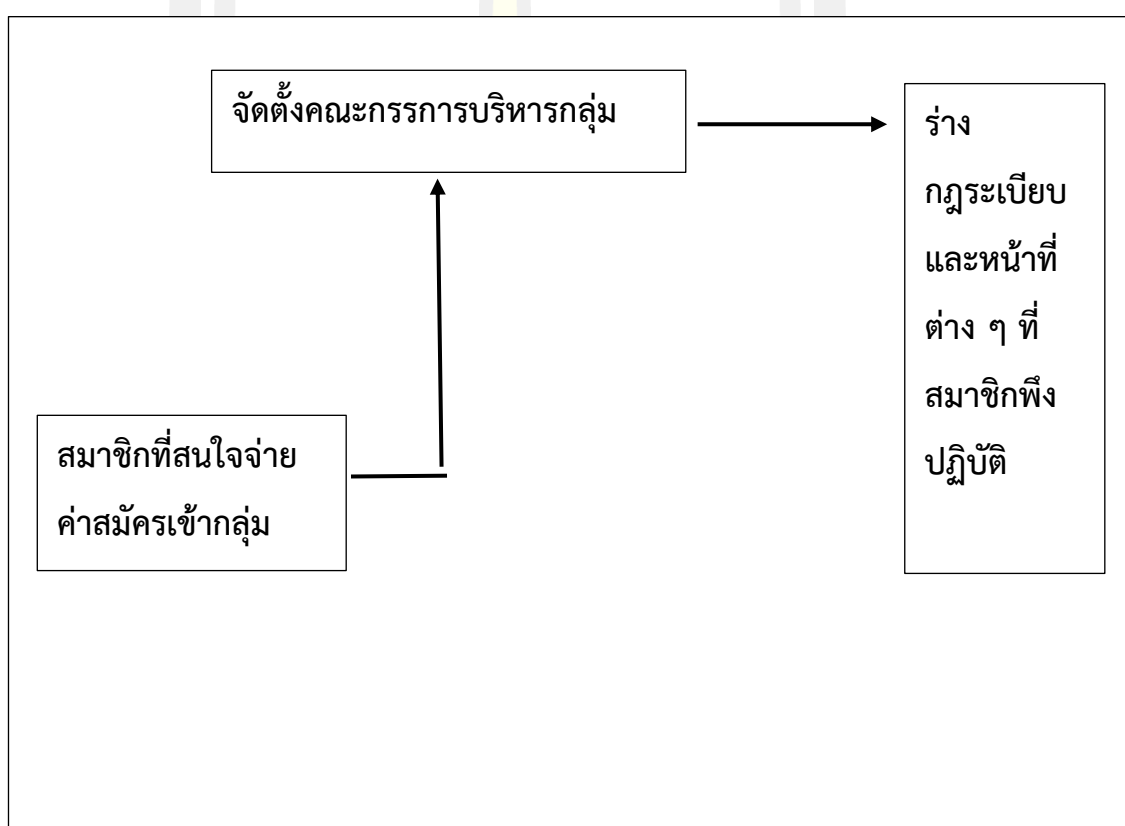 จัดตั้งคณะกรรการบริหารกลุ่ม
ร่าง
กฎระเบียบ
และหน้าที่
ต่าง ๆ ที่
สมาชิกพึง
ปฏิบัติ
สมาชิกที่สนใจจ่าย
ค่าสมัครเข้ากลุ่ม